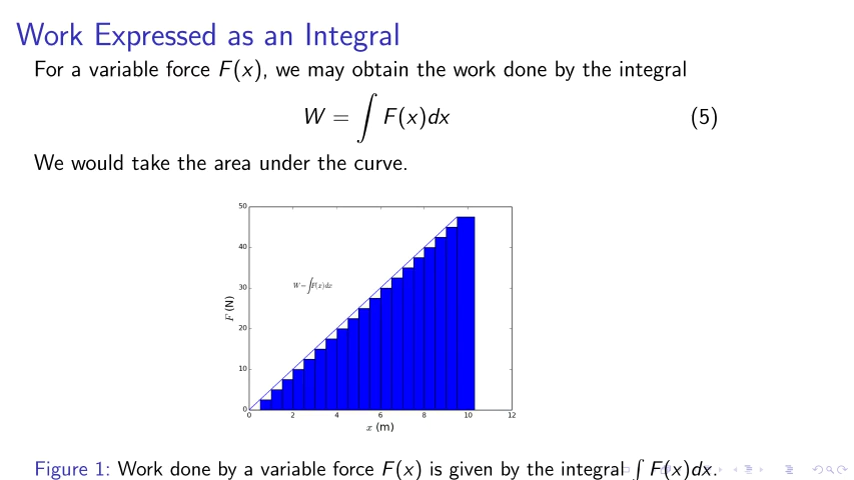 Work Expressed as an Integral
For a variable force F(x), we may obtain the work done by the integral
W = ∫ F(x)dx (5)
We would take the area under the curve.
50
40
30
20
10
0
W = ∫F(x)dx
F (N)
0 2 4 6 8 10 12
x (m)
Figure 1: Work done by a variable force F(x) is given by the integral ∫ F(x)dx.